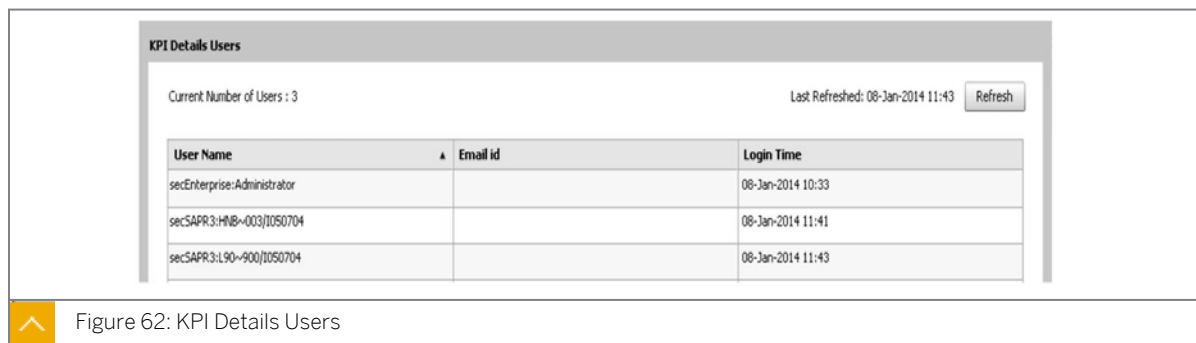 KPI Details Users
Current Number of Users : 3 Last Refreshed: 08-Jan-2014 11:43 Refresh
User Name Email id Login Time
secEnterprise:Administrator 08-Jan-2014 10:33
secSAPR3:HNB~003/I050704 08-Jan-2014 11:41
secSAPR3:L90~900/I050704 08-Jan-2014 11:43
Figure 62: KPI Details Users